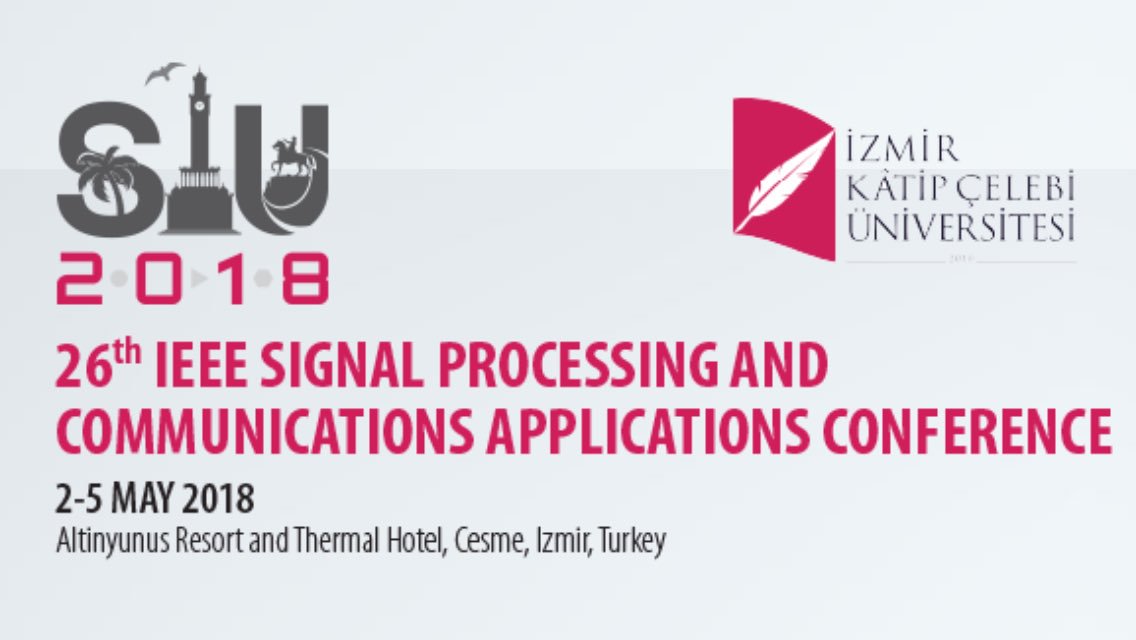 SIU
2018
İZMİR
KÂTİP ÇELEBİ
ÜNİVERSİTESİ
2010
26th IEEE SIGNAL PROCESSING AND
COMMUNICATIONS APPLICATIONS CONFERENCE
2-5 MAY 2018
Altinyunus Resort and Thermal Hotel, Cesme, Izmir, Turkey